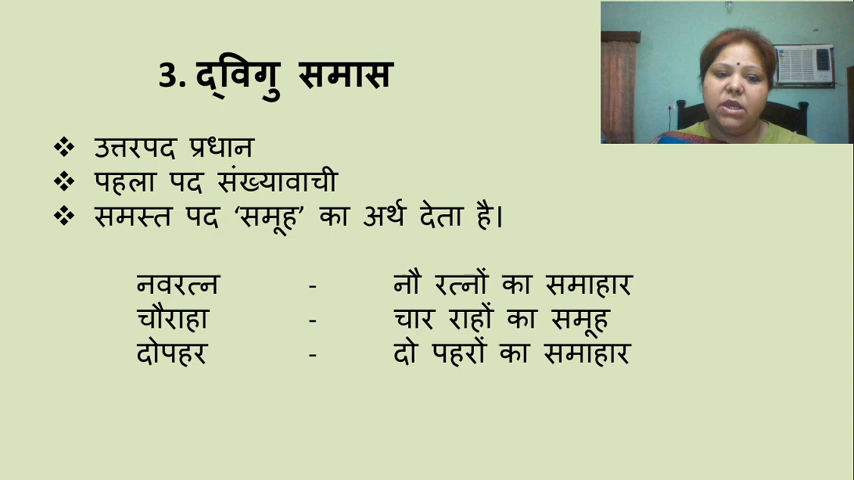 3. द्‌विगु समास
❖ उत्तरपद प्रधान
❖ पहला पद संख्यावाची
❖ समस्त पद ‘समूह’ का अर्थ देता है।
नवरत्न - नौ रत्नों का समाहार
चौराहा - चार राहों का समूह
दोपहर - दो पहरों का समाहार